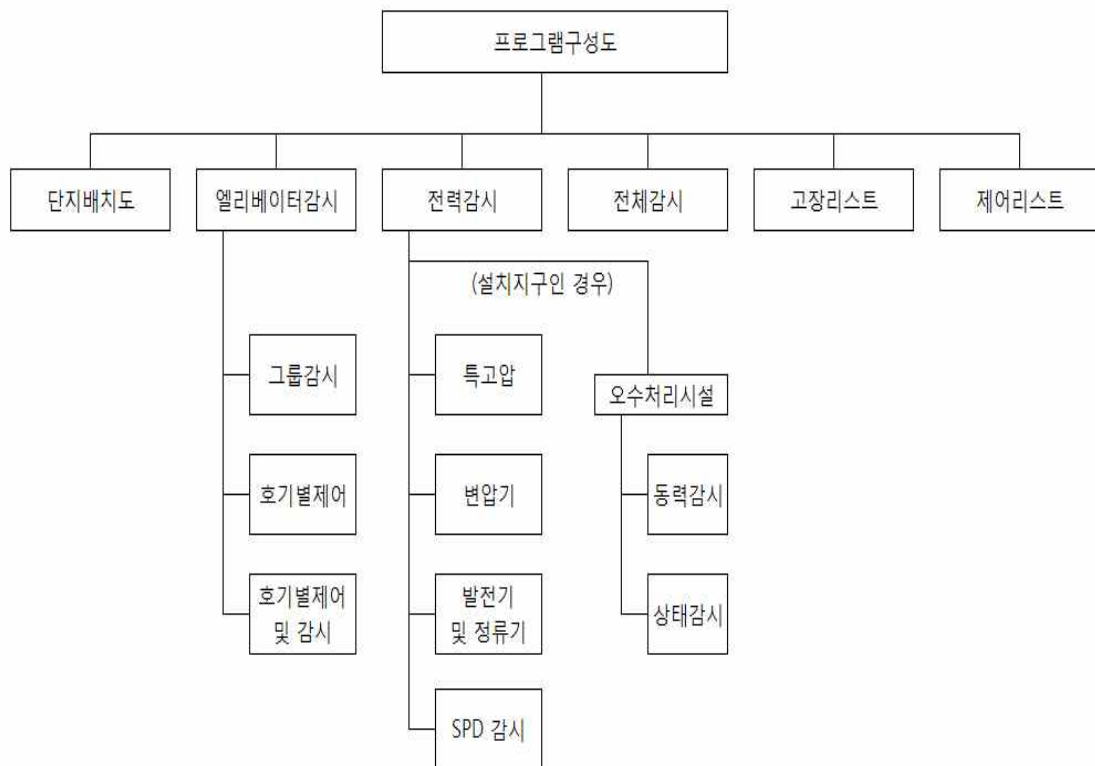 프로그램구성도
단지배치도
엘리베이터감시
전력감시
전체감시
고장리스트
제어리스트
(설치지구인 경우)
그룹감시
특고압
오수처리시설
호기별제어
변압기
동력감시
호기별제어
및 감시
발전기
및 정류기
상태감시
SPD 감시